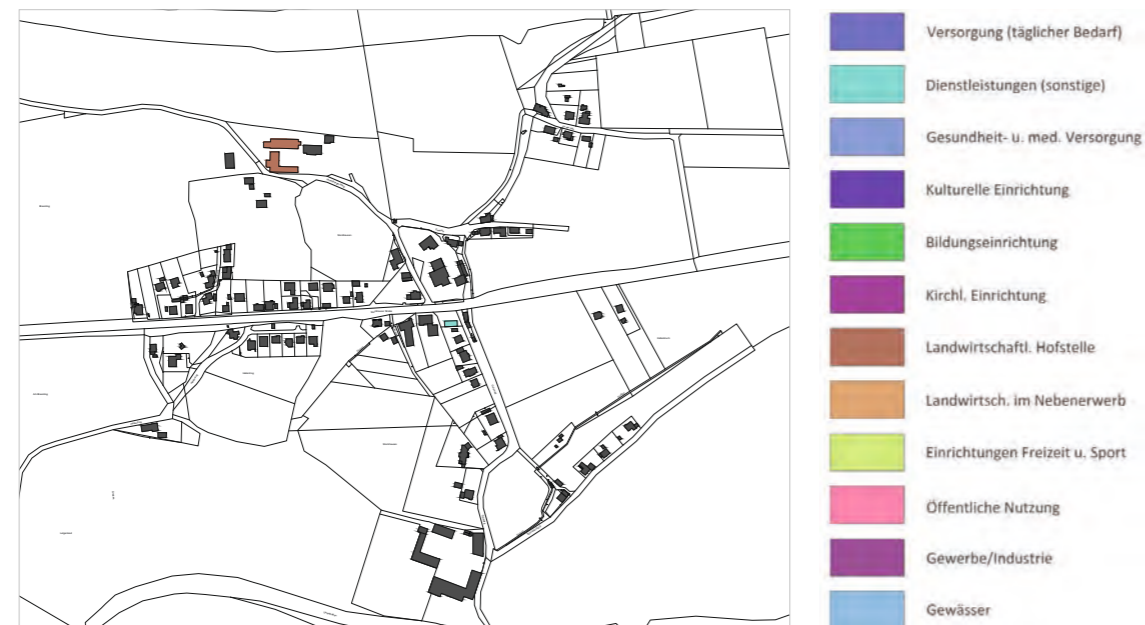 Versorgung (täglicher Bedarf)
Dienstleistungen (sonstige)
Gesundheit- u. med. Versorgung
Kulturelle Einrichtung
Bildungseinrichtung
Kirchl. Einrichtung
Landwirtschaftl. Hofstelle
Landwirtsch. im Nebenerwerb
Einrichtungen Freizeit u. Sport
Öffentliche Nutzung
Gewerbe/Industrie
Gewässer